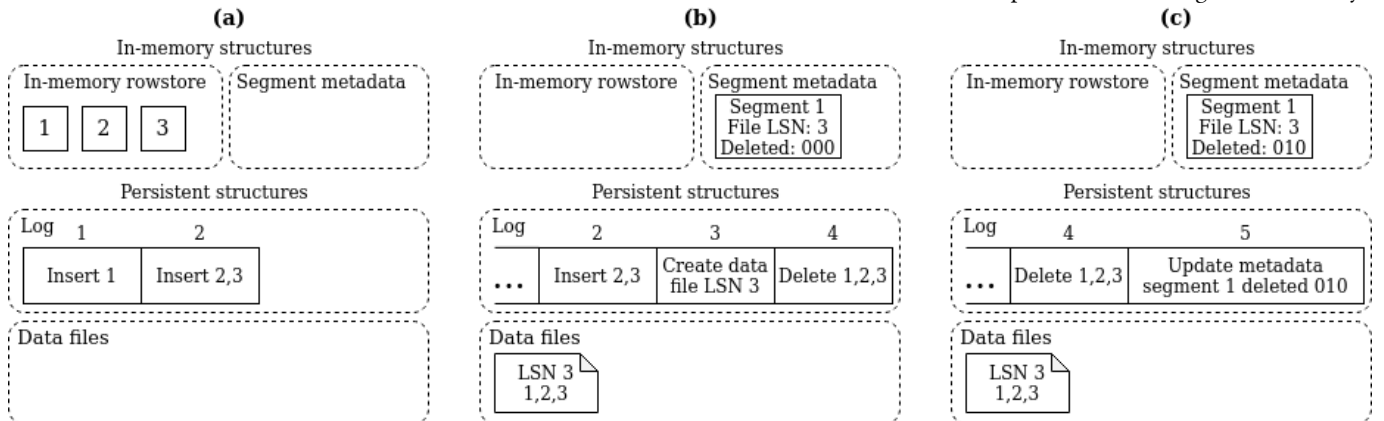 (a)
In-memory structures
In-memory rowstore
Segment metadata
1 2 3
Persistent structures
Log
1 2
Insert 1
Insert 2,3
Data files
(b)
In-memory structures
In-memory rowstore
Segment metadata
Segment 1
File LSN: 3
Deleted: 000
Persistent structures
Log
2 3 4
...
Insert 2,3
Create data
file LSN 3
Delete 1,2,3
Data files
LSN 3
1,2,3
(c)
In-memory structures
In-memory rowstore
Segment metadata
Segment 1
File LSN: 3
Deleted: 010
Persistent structures
Log
4 5
...
Delete 1,2,3
Update metadata
segment 1 deleted 010
Data files
LSN 3
1,2,3